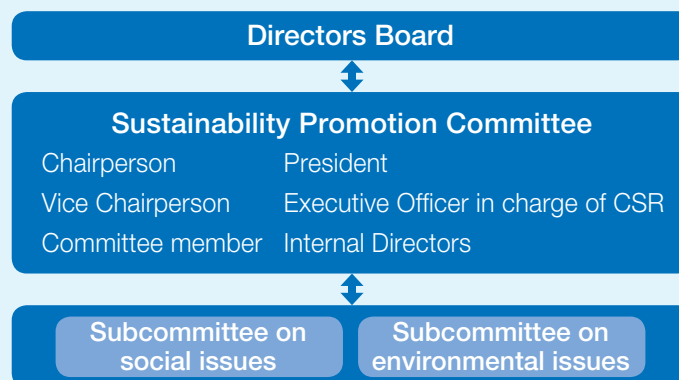 Directors Board
Sustainability Promotion Committee
Chairperson President
Vice Chairperson Executive Officer in charge of CSR
Committee member Internal Directors
Subcommittee on
social issues
Subcommittee on
environmental issues